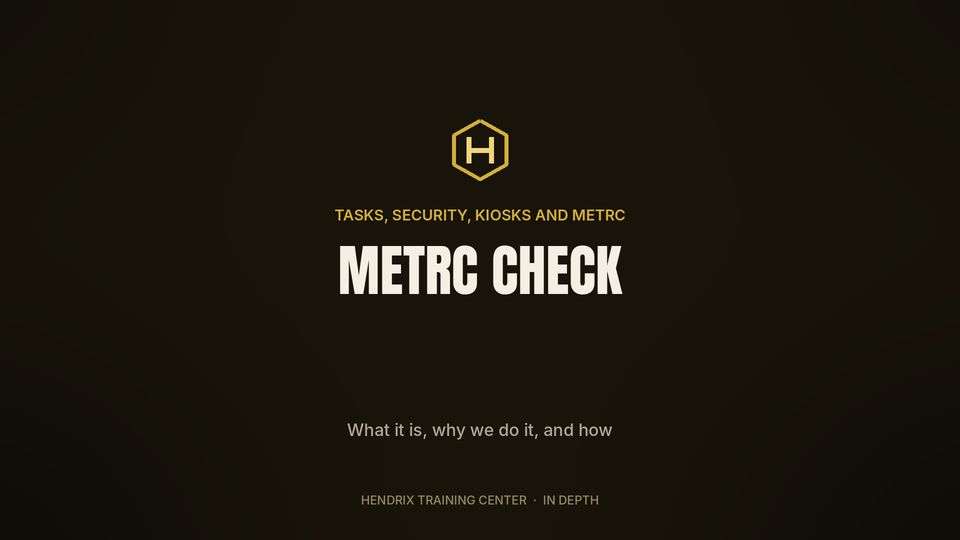 H
TASKS, SECURITY, KIOSKS AND METRC
METRC CHECK
What it is, why we do it, and how
HENDRIX TRAINING CENTER · IN DEPTH